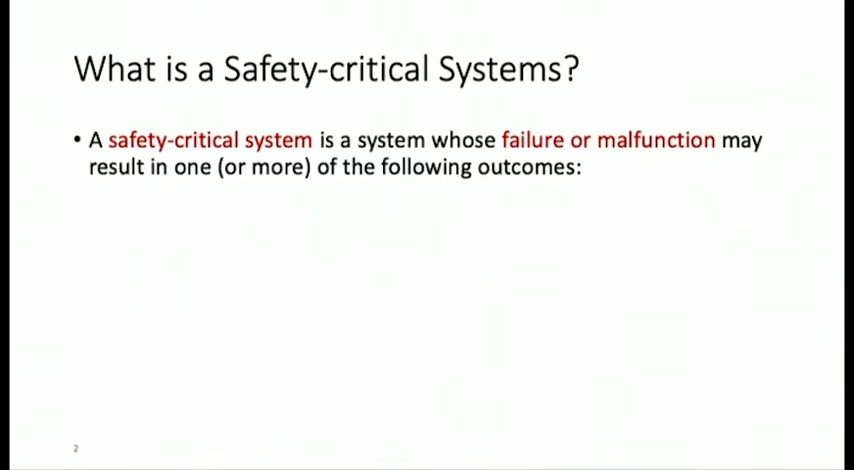 What is a Safety-critical Systems?
• A safety-critical system is a system whose failure or malfunction may
result in one (or more) of the following outcomes:
2